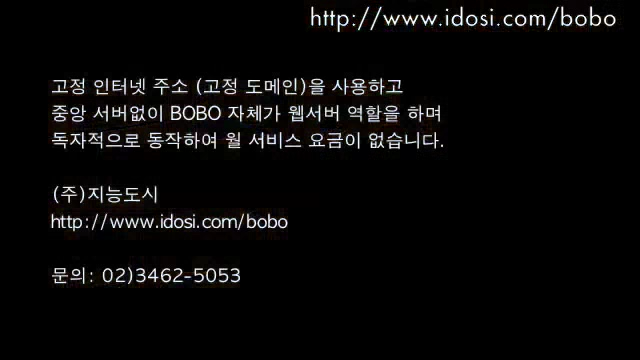 http://www.idosi.com/bobo
고정 인터넷 주소 (고정 도메인)을 사용하고
중앙 서버없이 BOBO 자체가 웹서버 역할을 하며
독자적으로 동작하여 월 서비스 요금이 없습니다.
(주)지능도시
http://www.idosi.com/bobo
문의: 02)3462-5053